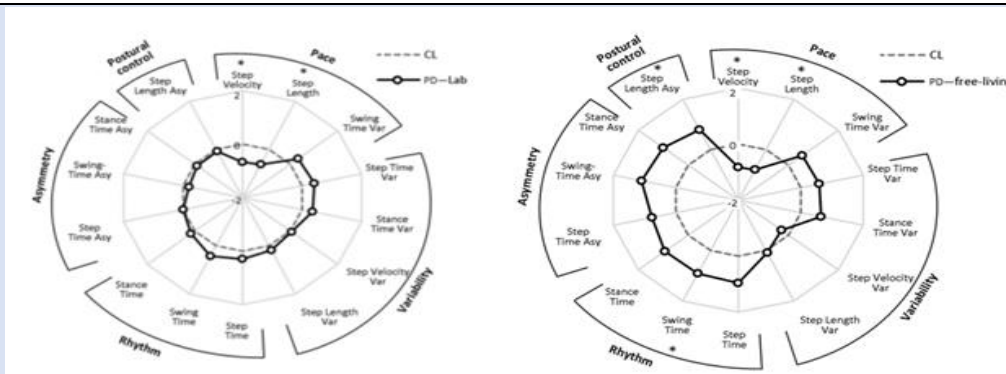 Postural
control
Pace
CL
PD—Lab
*
Step
Velocity
*
Step
Length
Step
Length Asy
Swing
Time Var
Stance
Time Asy
Step Time
Var
Asymmetry
Swing-
Time Asy
Stance
Time Var
Step
Time Asy
Step Velocity
Var
Variability
Stance
Time
Swing
Time
Step
Time
Step Length
Var
Rhythm
2
0
-2
Postural
control
Pace
CL
PD—free-livin
*
Step
Length Asy
*
Step
Velocity
*
Step
Length
Stance
Time Asy
Swing
Time Var
Asymmetry
Swing-
Time Asy
Step Time
Var
Step
Time Asy
Stance
Time Var
Step Velocity
Var
Variability
Stance
Time
Swing
Time
*
Step
Time
Step Length
Var
Rhythm
2
0
-2